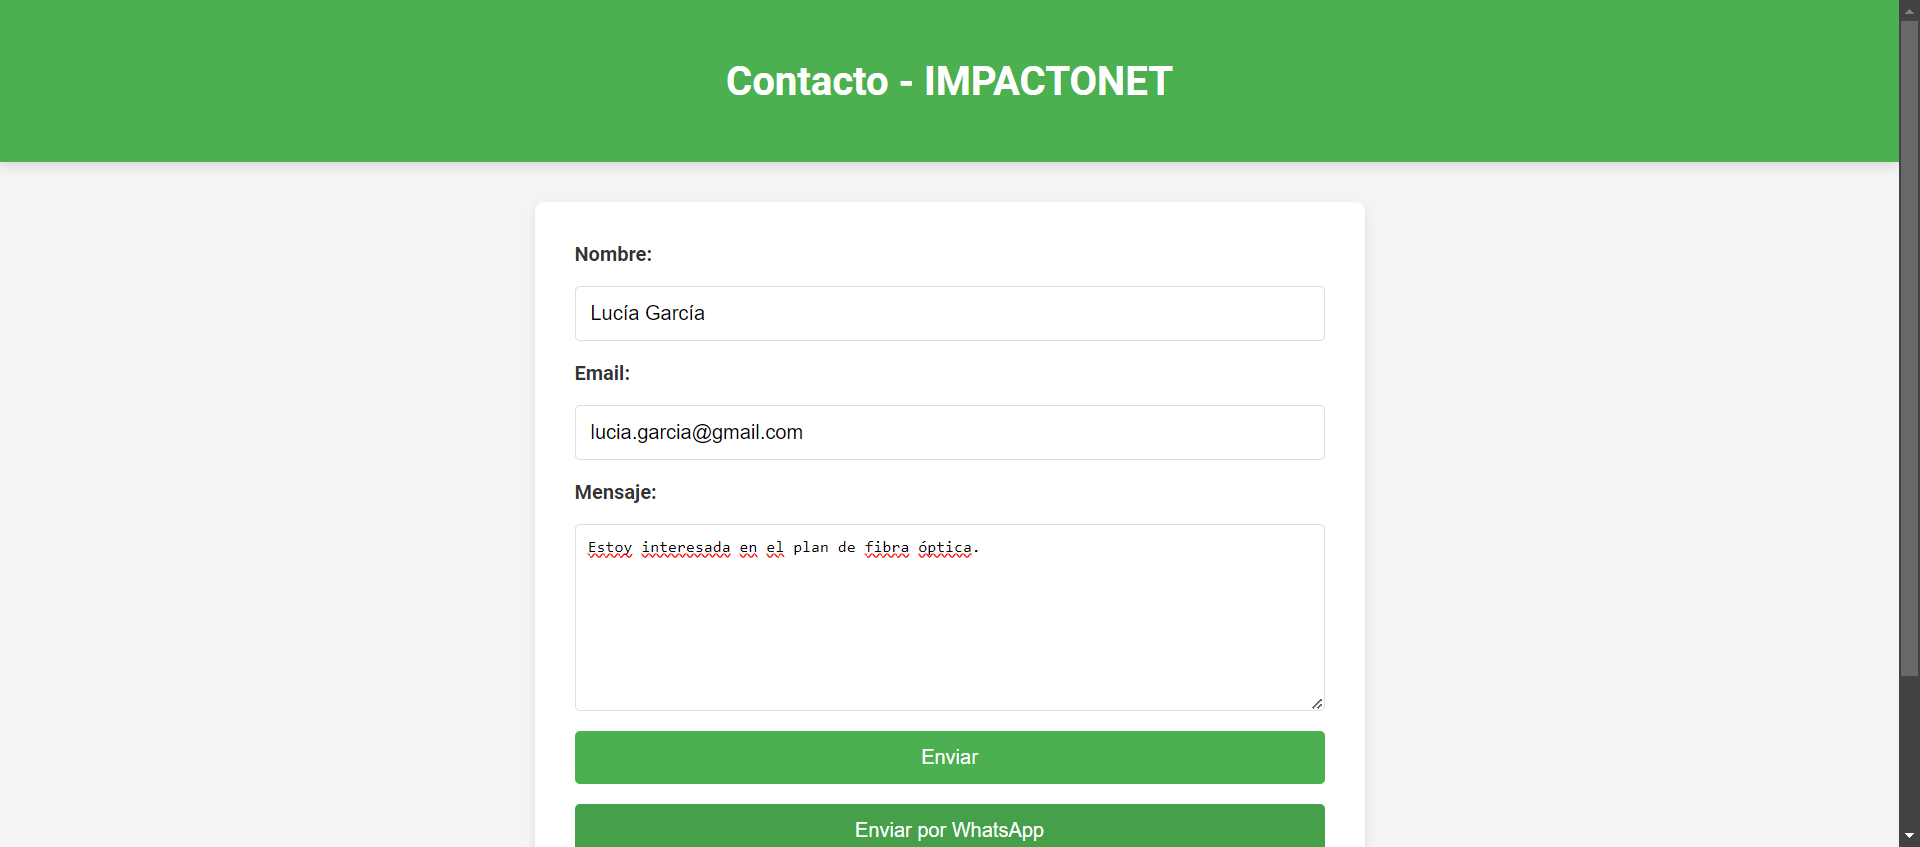 Contacto - IMPACTONET
Nombre:
Lucía García
Email:
lucia.garcia@gmail.com
Mensaje:
Estoy interesada en el plan de fibra óptica.
Enviar
Enviar por WhatsApp